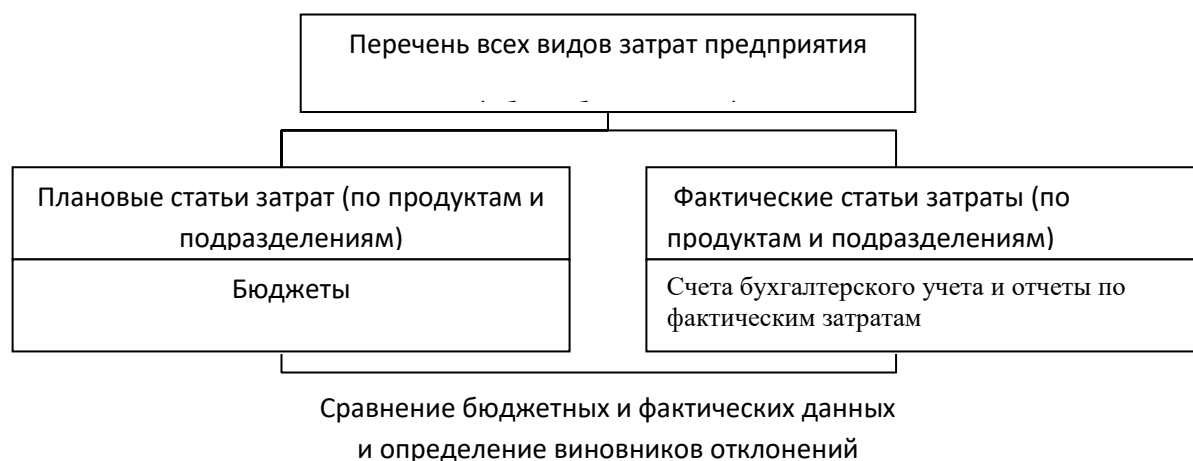 Перечень всех видов затрат предприятия
Плановые статьи затрат (по продуктам и
подразделениям)
Фактические статьи затраты (по
продуктам и подразделениям)
Бюджеты
Счета бухгалтерского учета и отчеты по
фактическим затратам
Сравнение бюджетных и фактических данных
и определение виновников отклонений